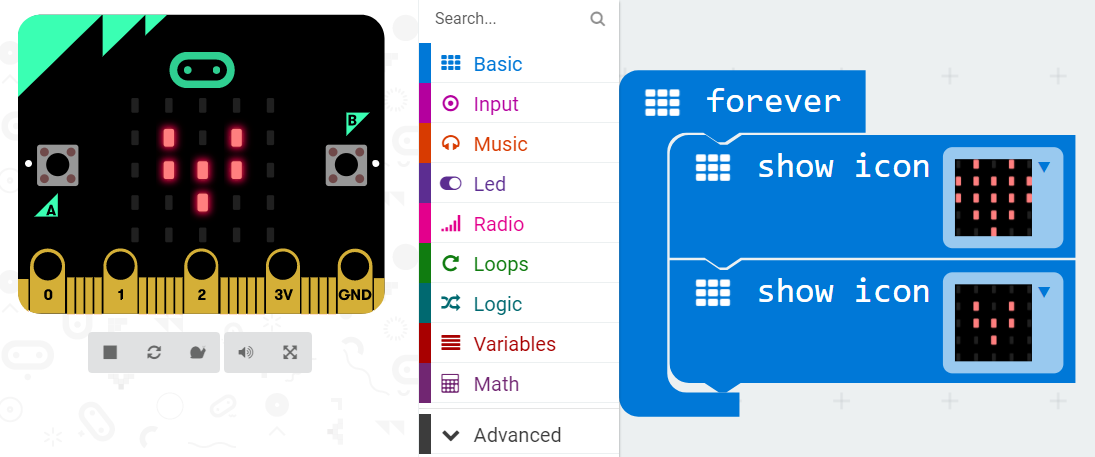 B
A
0
1
2
3V
GND
Search...
Basic
Input
Music
Led
Radio
Loops
Logic
Variables
Math
Advanced
forever
show icon
show icon